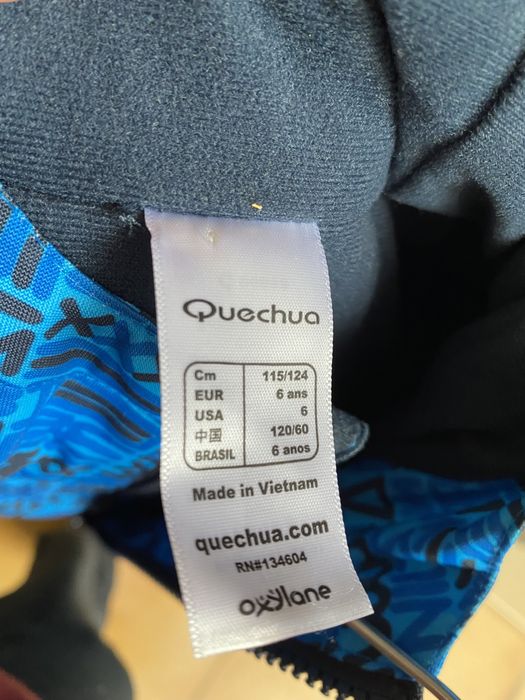 Quechua
Cm 115/124
EUR 6 ans
USA 6
中国 120/60
BRASIL 6 anos
Made in Vietnam
quechua.com
RN#134604
oxylane